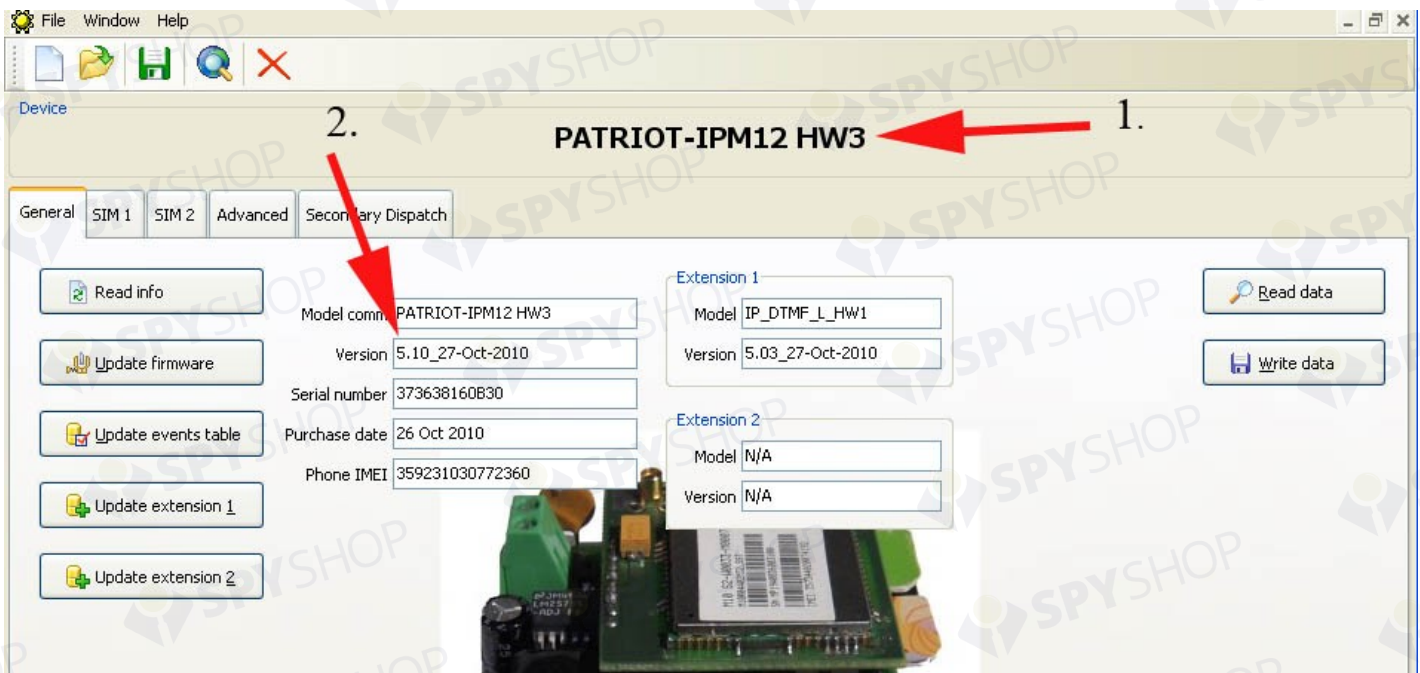 File Window Help
Device
2.
1.
PATRIOT-IPM12 HW3
General SIM 1 SIM 2 Advanced Secondary Dispatch
Read info
Update firmware
Update events table
Update extension 1
Update extension 2
Model comm PATRIOT-IPM12 HW3
Version 5.10_27-Oct-2010
Serial number 373638160B30
Purchase date 26 Oct 2010
Phone IMEI 359231030772360
Extension 1
Model IP_DTMF_L_HW1
Version 5.03_27-Oct-2010
Extension 2
Model N/A
Version N/A
Read data
Write data
SPYSHOP